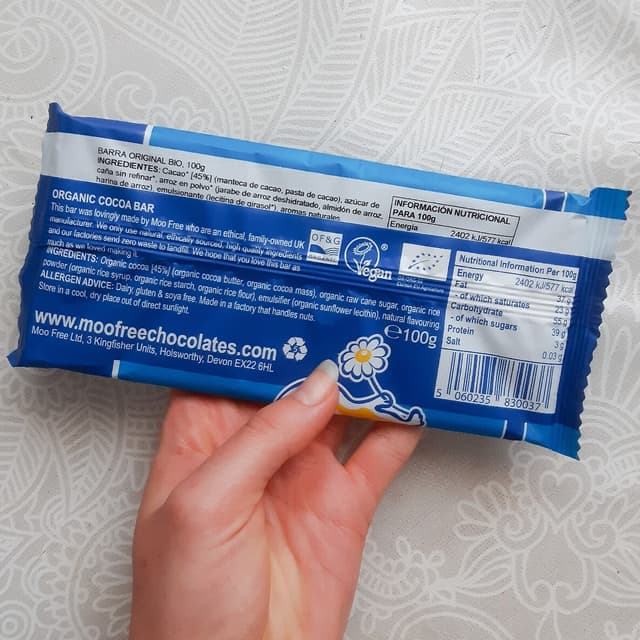 BARRA ORIGINAL BIO, 100g
INGREDIENTES: Cacao* [45%] (manteca de cacao, pasta de cacao), azúcar de
caña sin refinar*, arroz en polvo* (jarabe de arroz deshidratado, almidón de arroz,
harina de arroz), emulsionante (lecitina de girasol*), aromas naturales
INFORMACIÓN NUTRICIONAL
PARA 100g
Energía 2402 kJ/577 kcal
ORGANIC COCOA BAR
This bar was lovingly made by Moo Free who are an ethical, family-owned UK
manufacturer. We only use natural, ethically sourced, high quality ingredients
and our factories send zero waste to landfill. We hope that you love this bar as
much as we loved making it.
INGREDIENTS: Organic cocoa [45%] (organic cocoa butter, organic cocoa mass), organic raw cane sugar, organic rice
powder (organic rice syrup, organic rice starch, organic rice flour), emulsifier (organic sunflower lecithin), natural flavouring
ALLERGEN ADVICE: Dairy, gluten & soya free. Made in a factory that handles nuts.
Store in a cool, dry place out of direct sunlight.
OF&G
ORGANIC
Vegan
www.moofreechocolates.com
Moo Free Ltd, 3 Kingfisher Units, Holsworthy, Devon EX22 6HL
e100g
Nutritional Information Per 100g
Energy 2402 kJ/577 kcal
Fat 37g
- of which saturates 23g
Carbohydrate 55g
- of which sugars 39g
Protein 3g
Salt 0.03g
5 060235 830037